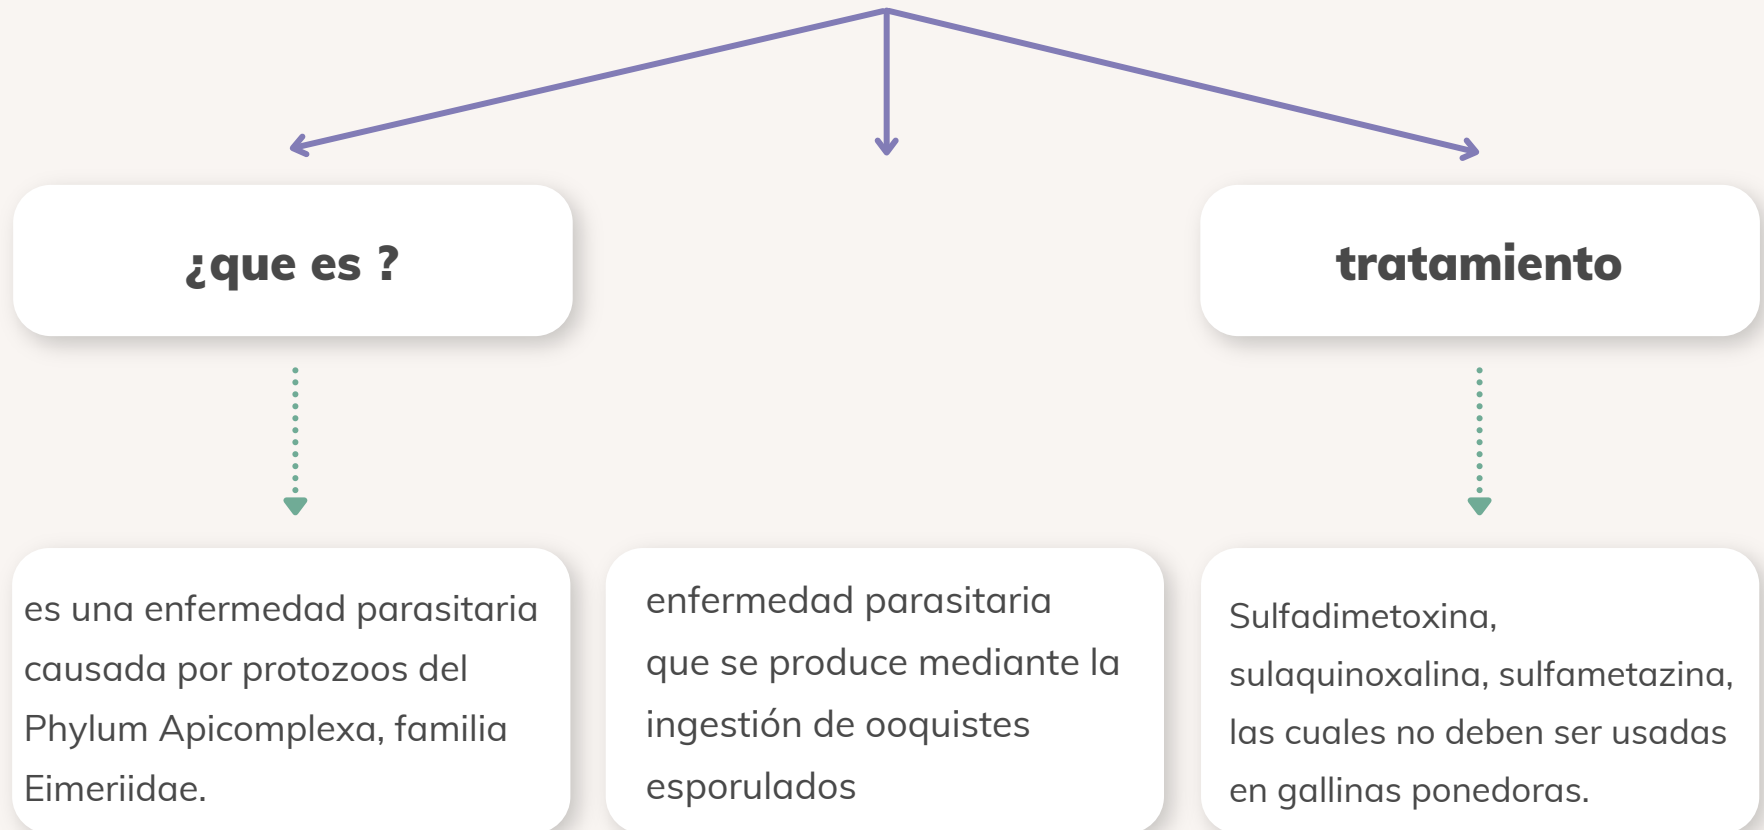 ¿que es ?
tratamiento
es una enfermedad parasitaria
causada por protozoos del
Phylum Apicomplexa, familia
Eimeriidae.
enfermedad parasitaria
que se produce mediante la
ingestión de ooquistes
esporulados
Sulfadimetoxina,
sulaquinoxalina, sulfametazina,
las cuales no deben ser usadas
en gallinas ponedoras.